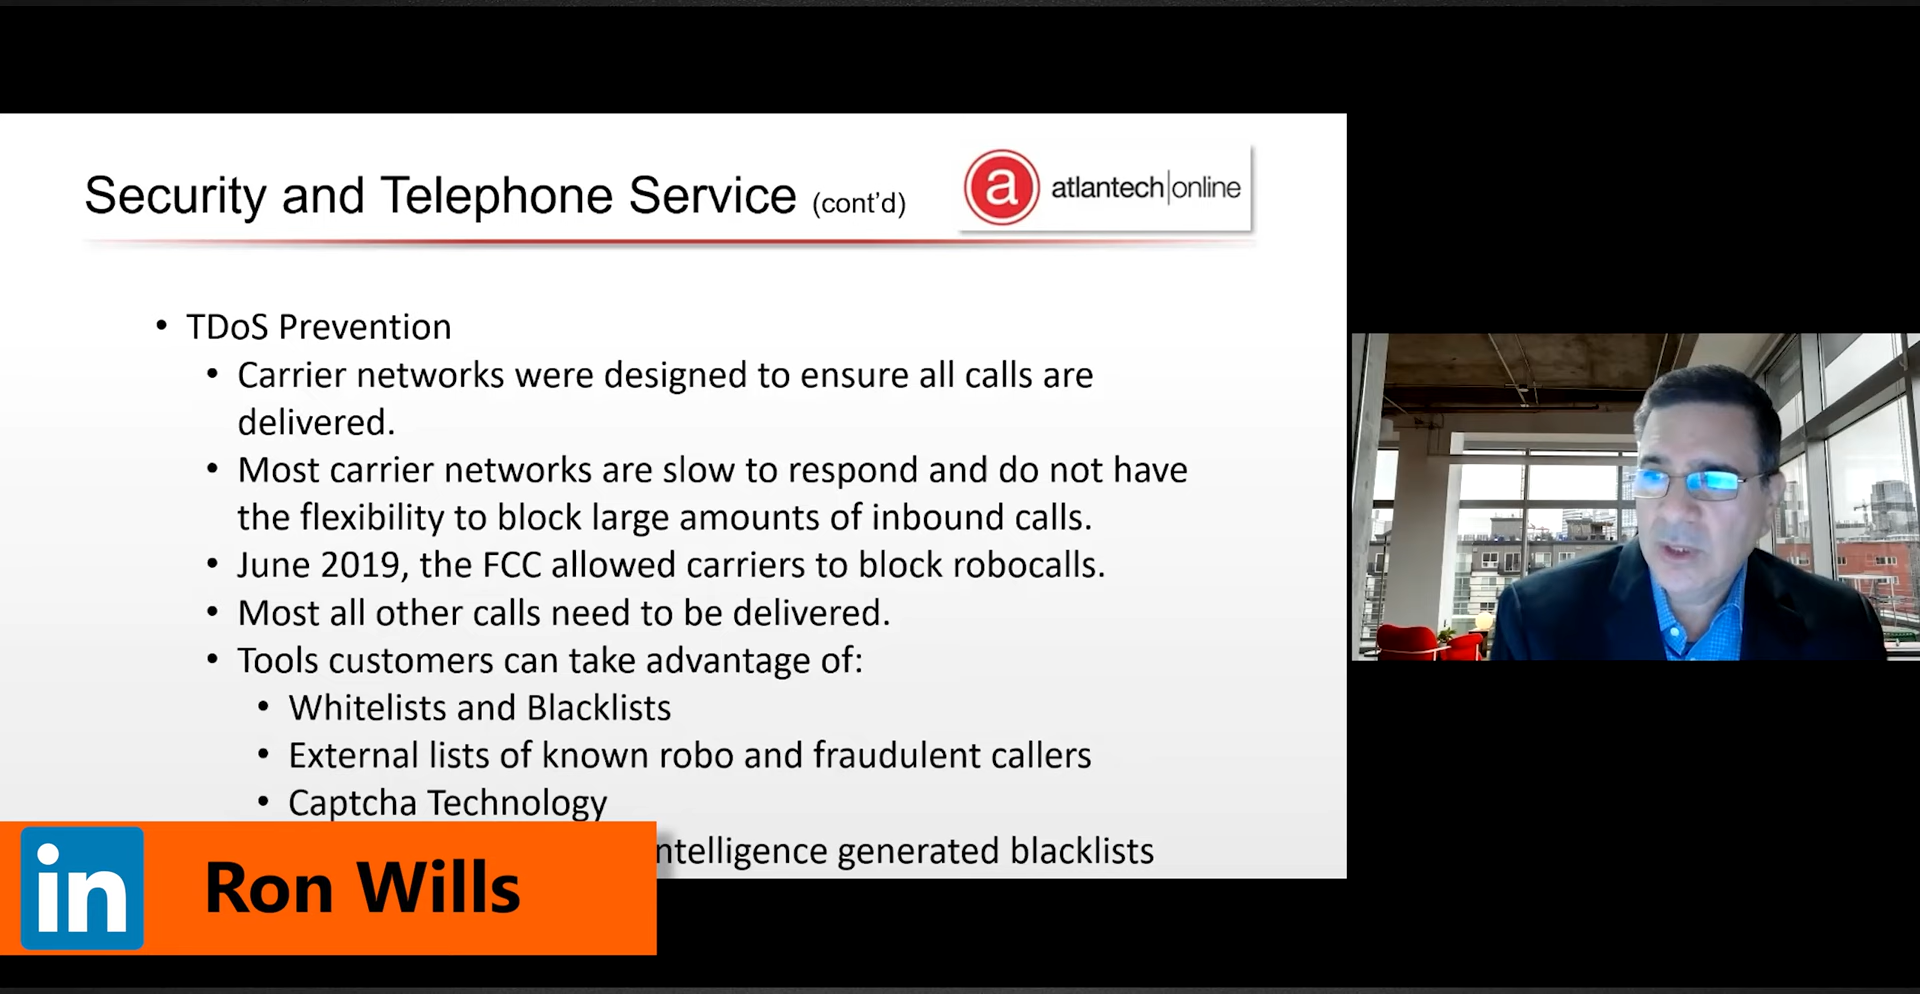 Security and Telephone Service (cont'd)
a atlantech|online
• TDoS Prevention
• Carrier networks were designed to ensure all calls are
delivered.
• Most carrier networks are slow to respond and do not have
the flexibility to block large amounts of inbound calls.
• June 2019, the FCC allowed carriers to block robocalls.
• Most all other calls need to be delivered.
• Tools customers can take advantage of:
• Whitelists and Blacklists
• External lists of known robo and fraudulent callers
• Captcha Technology
ntelligence generated blacklists
in Ron Wills